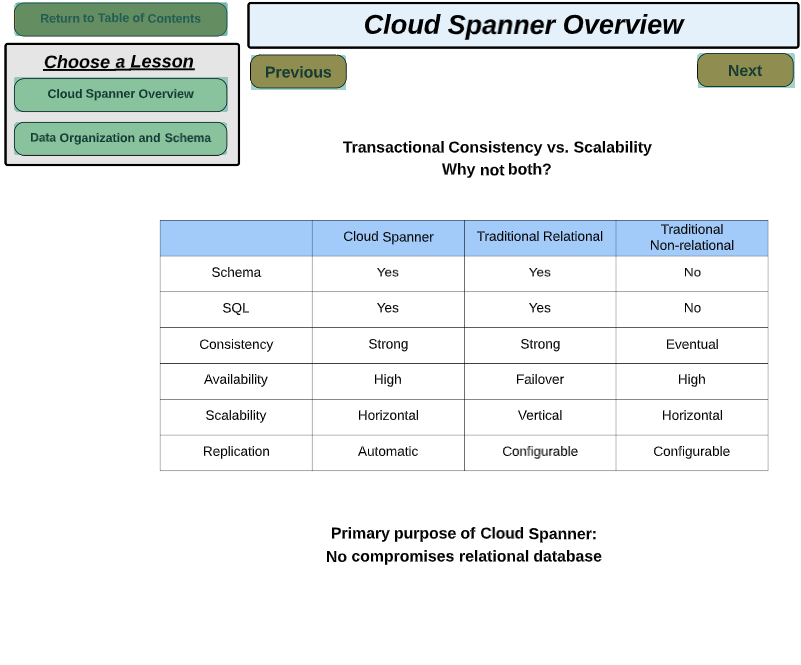 Return to Table of Contents
Cloud Spanner Overview
Choose a Lesson
Cloud Spanner Overview
Data Organization and Schema
Previous
Next
Transactional Consistency vs. Scalability
Why not both?
Cloud Spanner Traditional Relational Traditional Non-relational
Schema Yes Yes No
SQL Yes Yes No
Consistency Strong Strong Eventual
Availability High Failover High
Scalability Horizontal Vertical Horizontal
Replication Automatic Configurable Configurable
Primary purpose of Cloud Spanner:
No compromises relational database